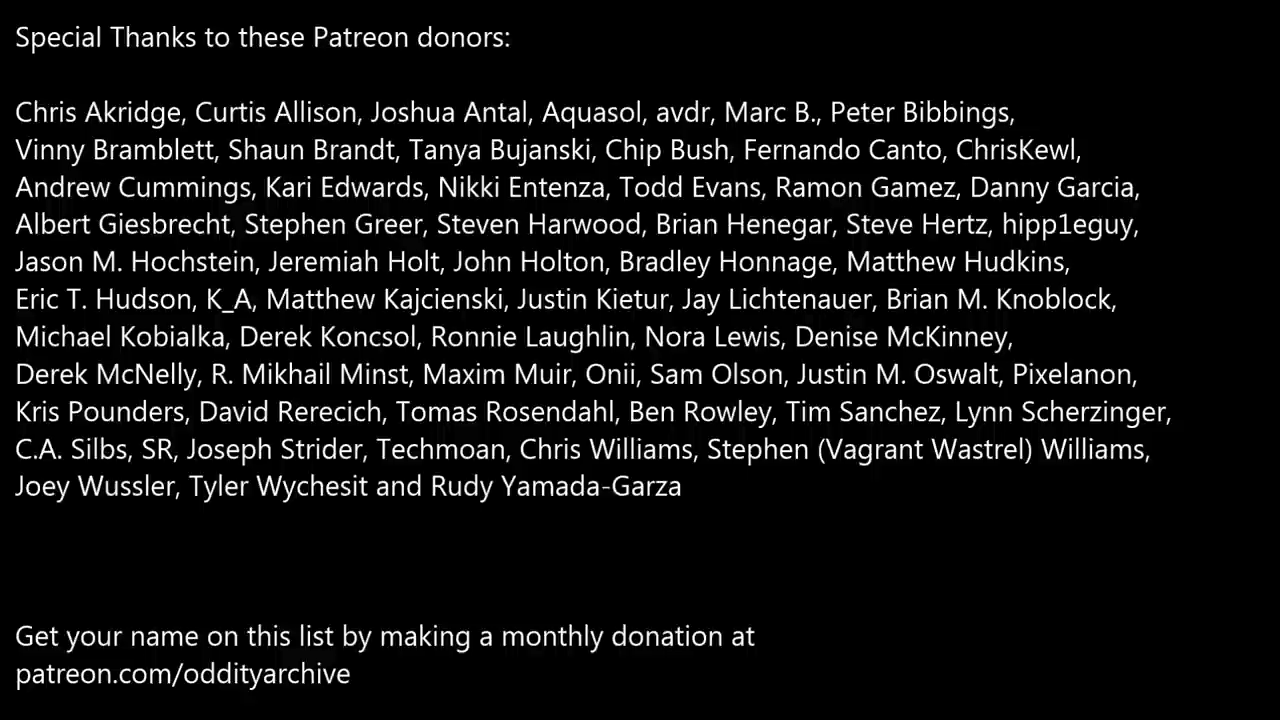 Special Thanks to these Patreon donors:
Chris Akridge, Curtis Allison, Joshua Antal, Aquasol, avdr, Marc B., Peter Bibbings,
Vinny Bramblett, Shaun Brandt, Tanya Bujanski, Chip Bush, Fernando Canto, ChrisKewl,
Andrew Cummings, Kari Edwards, Nikki Entenza, Todd Evans, Ramon Gamez, Danny Garcia,
Albert Giesbrecht, Stephen Greer, Steven Harwood, Brian Henegar, Steve Hertz, hipp1eguy,
Jason M. Hochstein, Jeremiah Holt, John Holton, Bradley Honnage, Matthew Hudkins,
Eric T. Hudson, K_A, Matthew Kajcienski, Justin Kietur, Jay Lichtenauer, Brian M. Knoblock,
Michael Kobialka, Derek Koncsol, Ronnie Laughlin, Nora Lewis, Denise McKinney,
Derek McNelly, R. Mikhail Minst, Maxim Muir, Onii, Sam Olson, Justin M. Oswalt, Pixelanon,
Kris Pounders, David Rerecich, Tomas Rosendahl, Ben Rowley, Tim Sanchez, Lynn Scherzinger,
C.A. Silbs, SR, Joseph Strider, Techmoan, Chris Williams, Stephen (Vagrant Wastrel) Williams,
Joey Wussler, Tyler Wychesit and Rudy Yamada-Garza
Get your name on this list by making a monthly donation at
patreon.com/oddityarchive